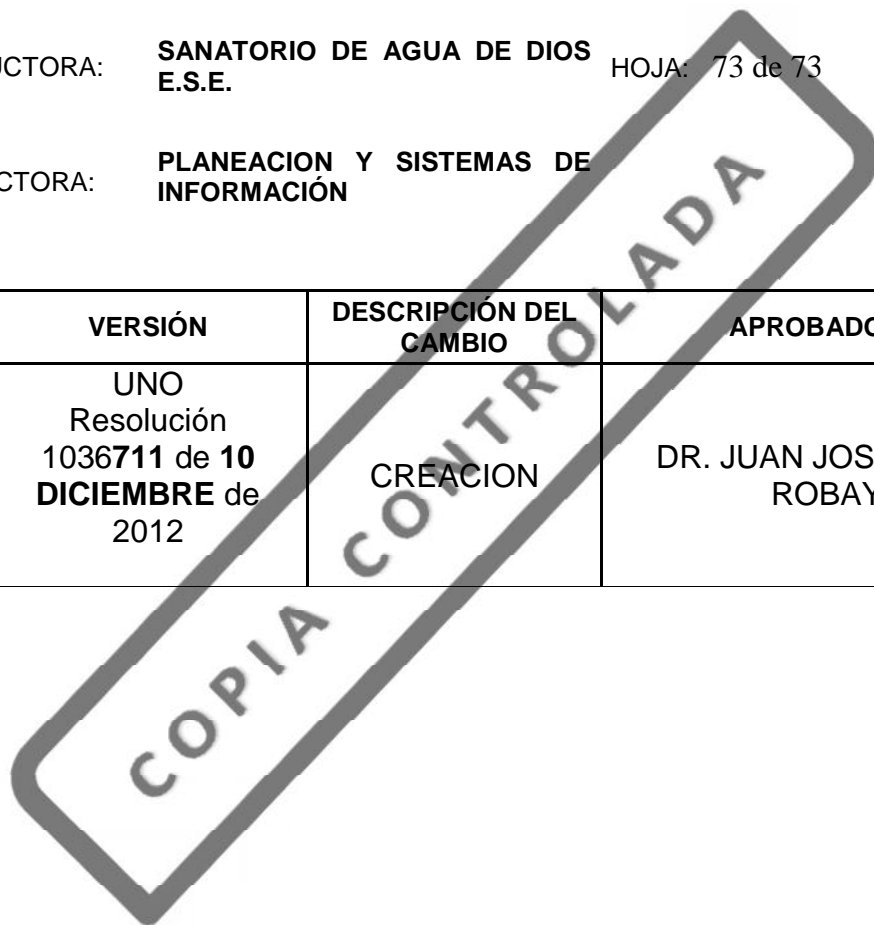 UCTORA: SANATORIO DE AGUA DE DIOS HOJA: 73 de 73
E.S.E.
CTORA: PLANEACION Y SISTEMAS DE
INFORMACIÓN
VERSIÓN DESCRIPCIÓN DEL CAMBIO APROBADO
UNO
Resolución
1036711 de 10
DICIEMBRE de
2012
CREACION
DR. JUAN JOS
ROBAY
COPIA CONTROLADA